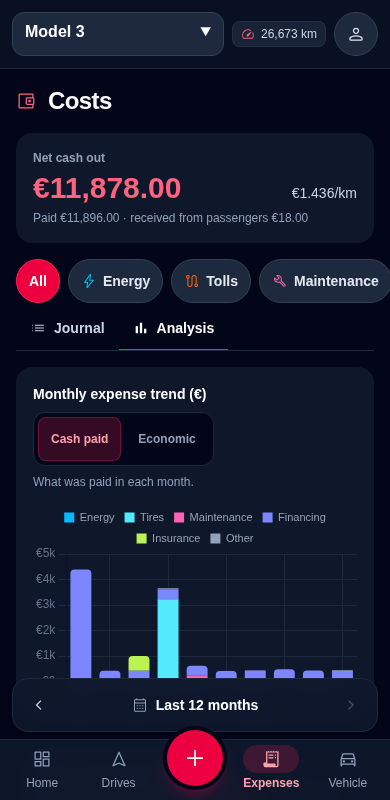 Model 3
26,673 km
Costs
Net cash out
€11,878.00
€1.436/km
Paid €11,896.00 · received from passengers €18.00
All
Energy
Tolls
Maintenance
Journal
Analysis
Monthly expense trend (€)
Cash paid
Economic
What was paid in each month.
Energy Tires Maintenance Financing
Insurance Other
€5k
€4k
€3k
€2k
€1k
Last 12 months
Home
Drives
Expenses
Vehicle